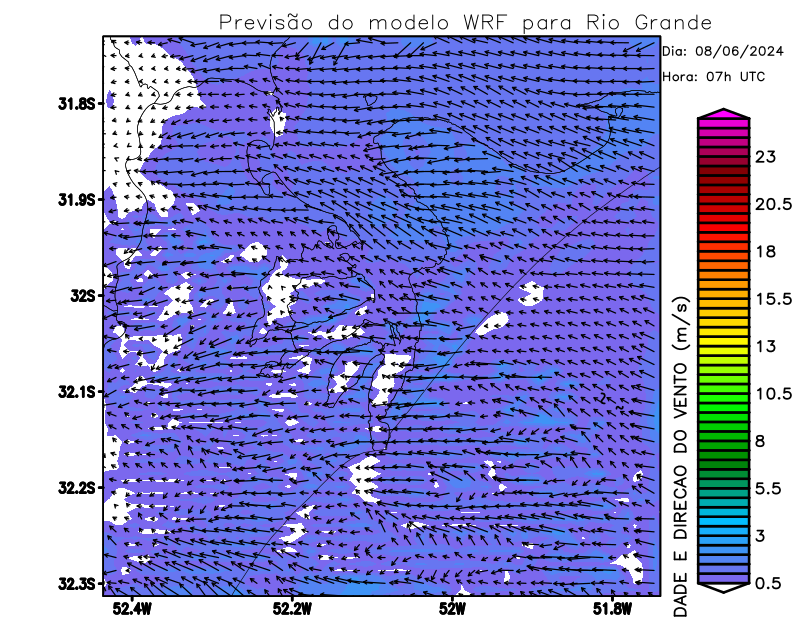 Previsão do modelo WRF para Rio Grande
Dia: 08/06/2024
Hora: 07h UTC
31.8S
31.9S
32S
32.1S
32.2S
32.3S
52.4W
52.2W
52W
51.8W
23
20.5
18
15.5
13
10.5
8
5.5
3
0.5
DADE E DIRECAO DO VENTO (m/s)